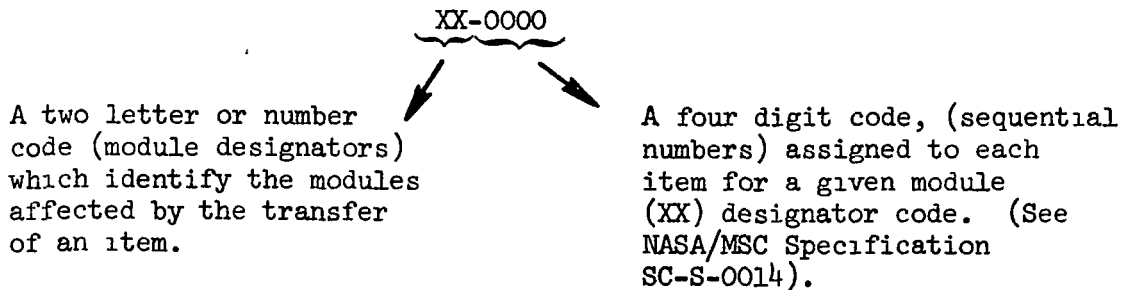 XX-0000
A two letter or number
code (module designators)
which identify the modules
affected by the transfer
of an item.
A four digit code, (sequential
numbers) assigned to each
item for a given module
(XX) designator code. (See
NASA/MSC Specification
SC-S-0014).